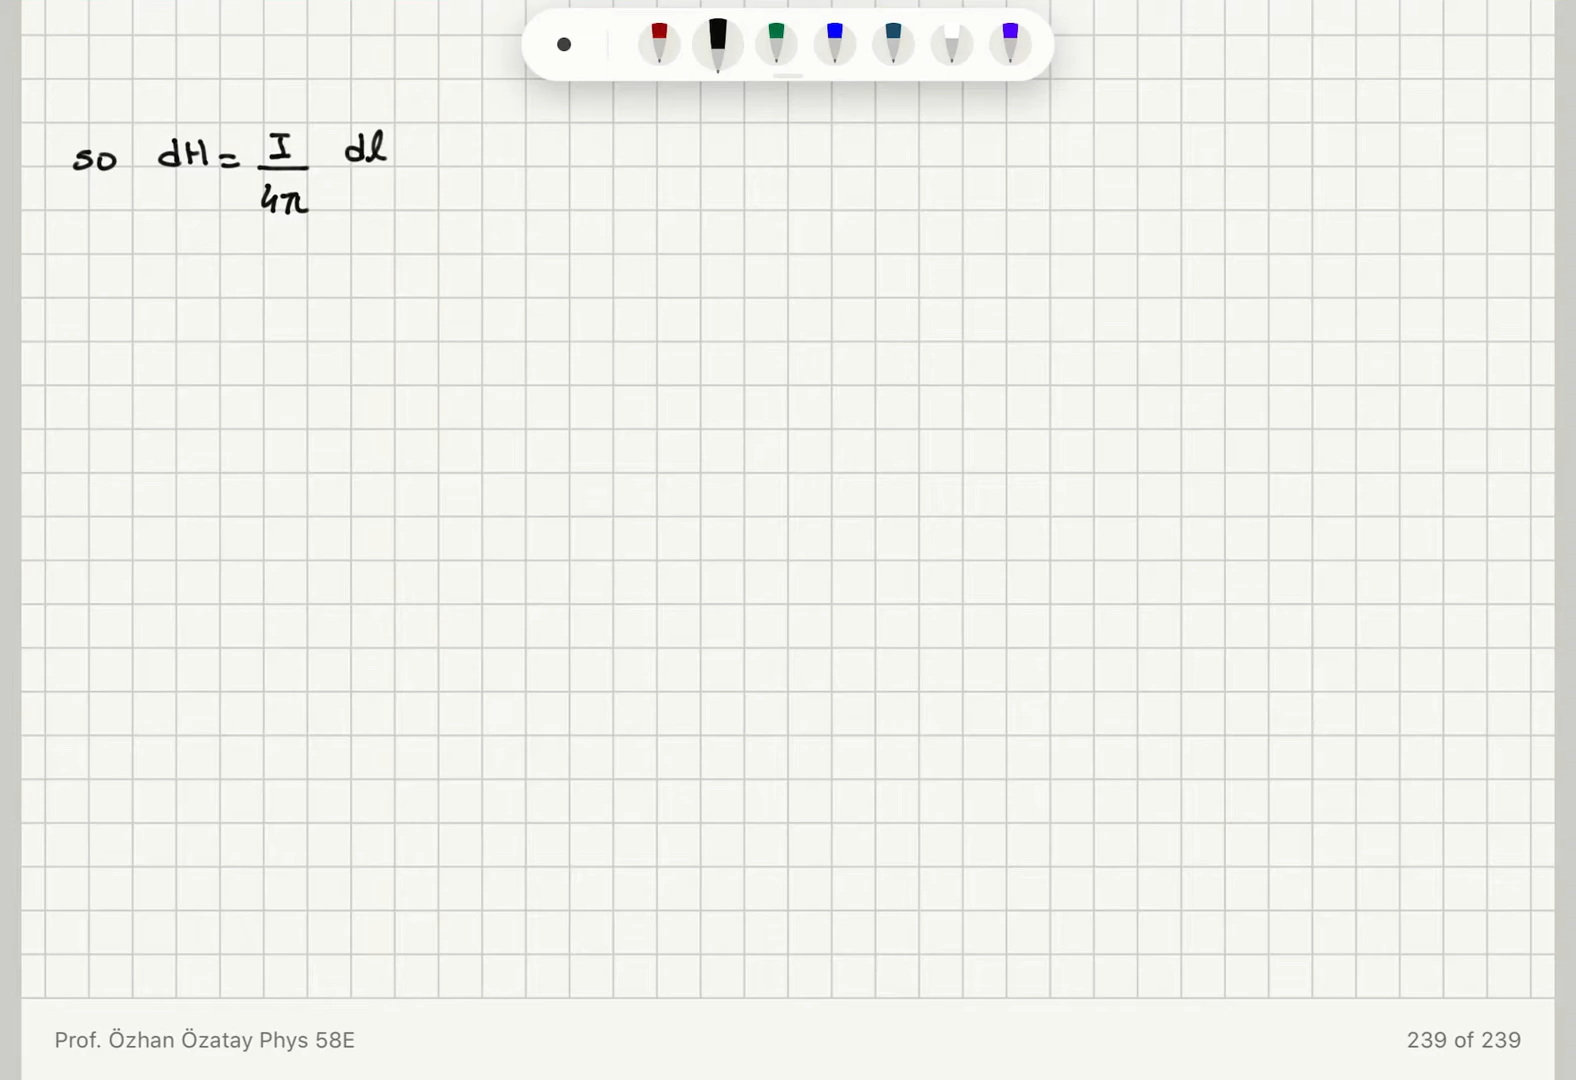 so dH = I/4π dl
Prof. Özhan Özatay Phys 58E
239 of 239